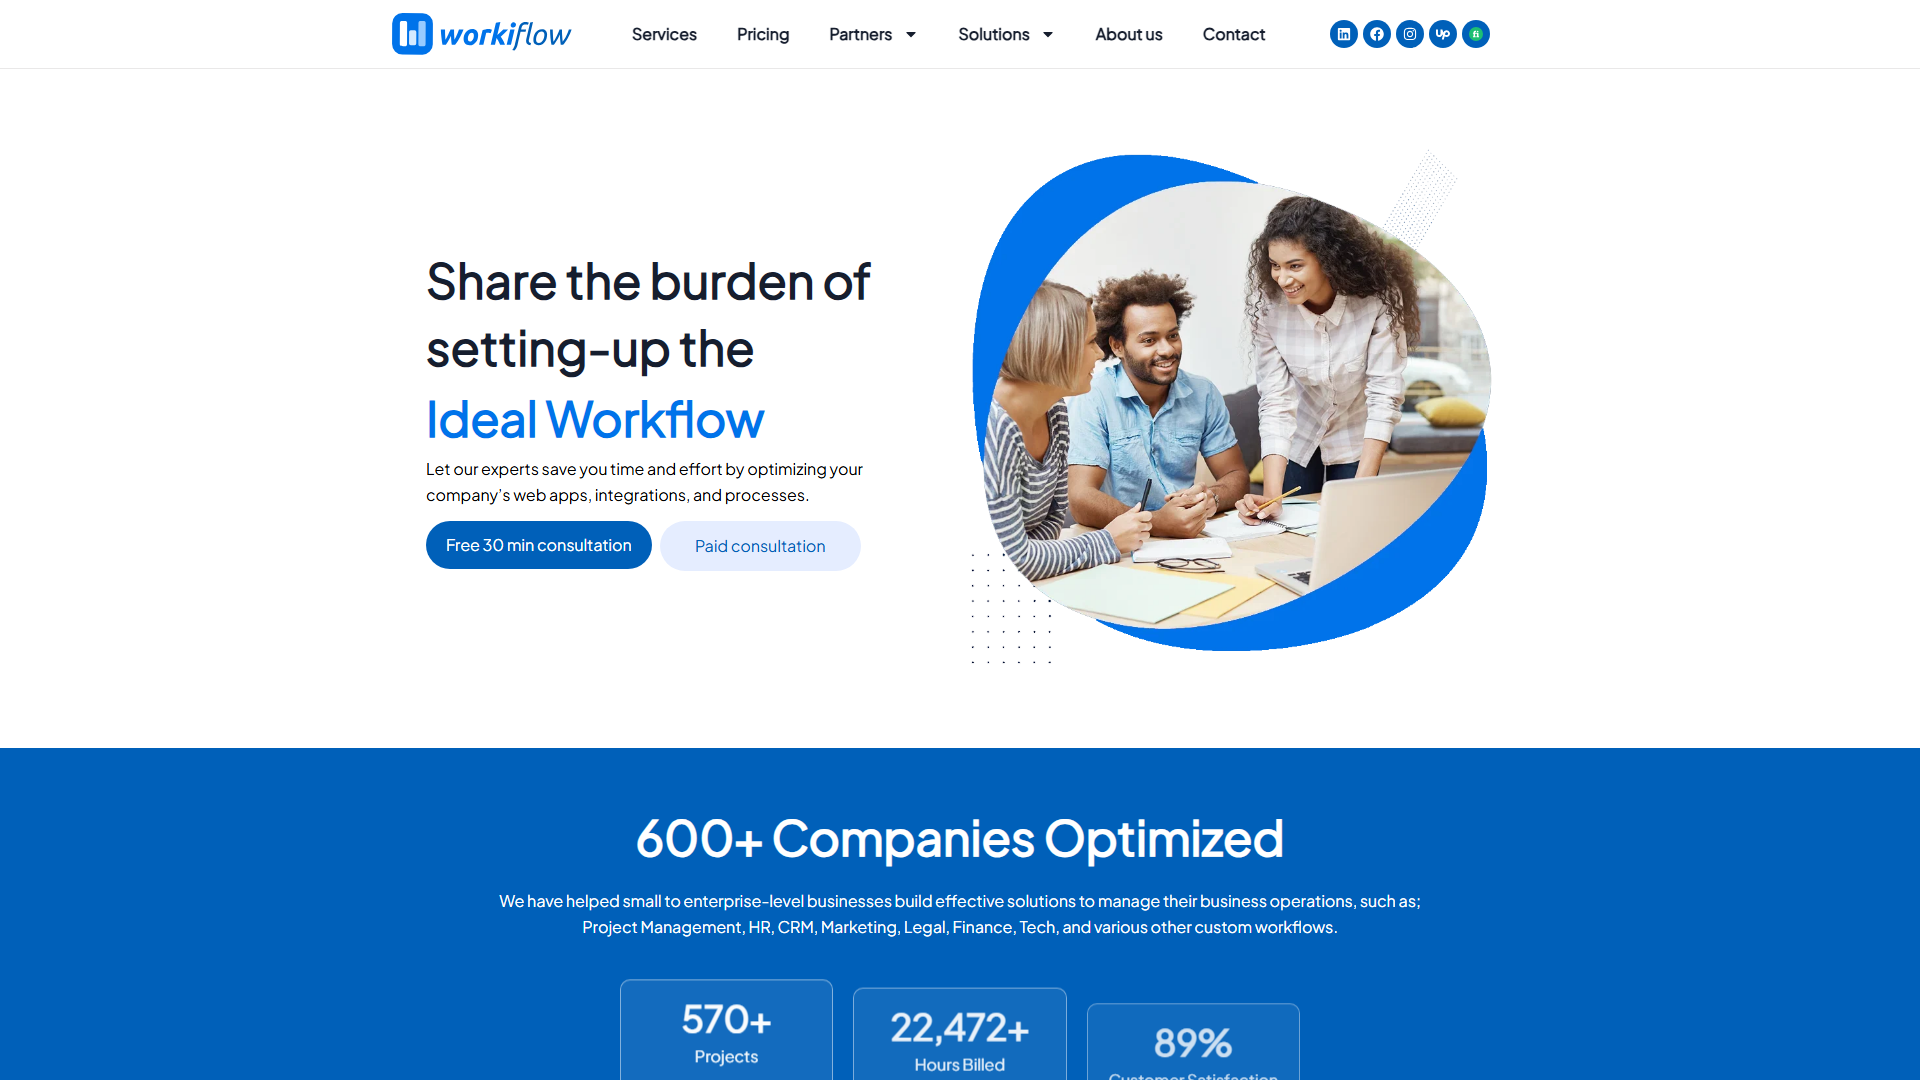 workiflow
Services
Pricing
Partners
Solutions
About us
Contact
Share the burden of
setting-up the
Ideal Workflow
Let our experts save you time and effort by optimizing your
company’s web apps, integrations, and processes.
Free 30 min consultation
Paid consultation
600+ Companies Optimized
We have helped small to enterprise-level businesses build effective solutions to manage their business operations, such as;
Project Management, HR, CRM, Marketing, Legal, Finance, Tech, and various other custom workflows.
570+
Projects
22,472+
Hours Billed
89%
Customer Satisfaction